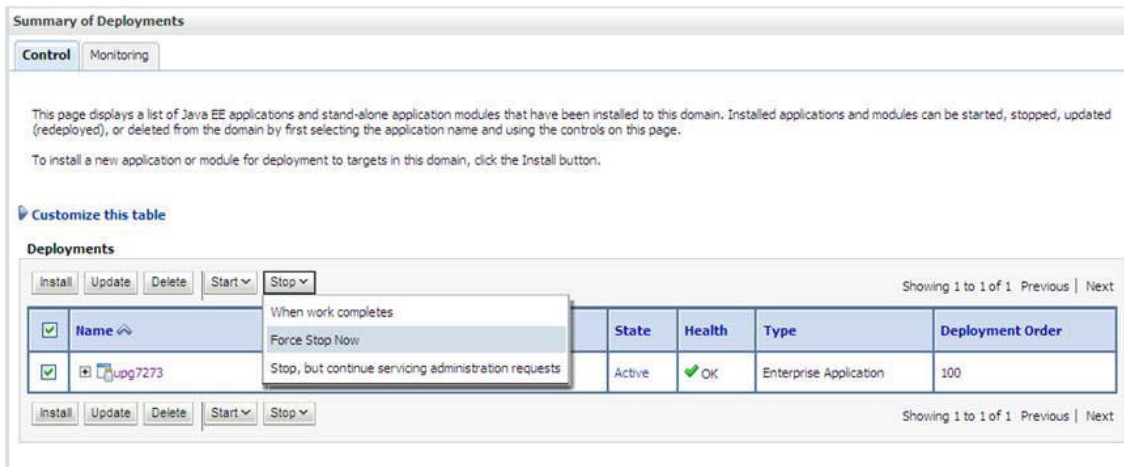 Summary of Deployments
Control Monitoring
This page displays a list of Java EE applications and stand-alone application modules that have been installed to this domain. Installed applications and modules can be started, stopped, updated
(redeployed), or deleted from the domain by first selecting the application name and using the controls on this page.
To install a new application or module for deployment to targets in this domain, click the Install button.
Customize this table
Deployments
Install Update Delete Start Stop Showing 1 to 1 of 1 Previous | Next
When work completes
Name State Health Type Deployment Order
Force Stop Now
upg7273 Active OK Enterprise Application 100
Stop, but continue servicing administration requests
Install Update Delete Start Stop Showing 1 to 1 of 1 Previous | Next